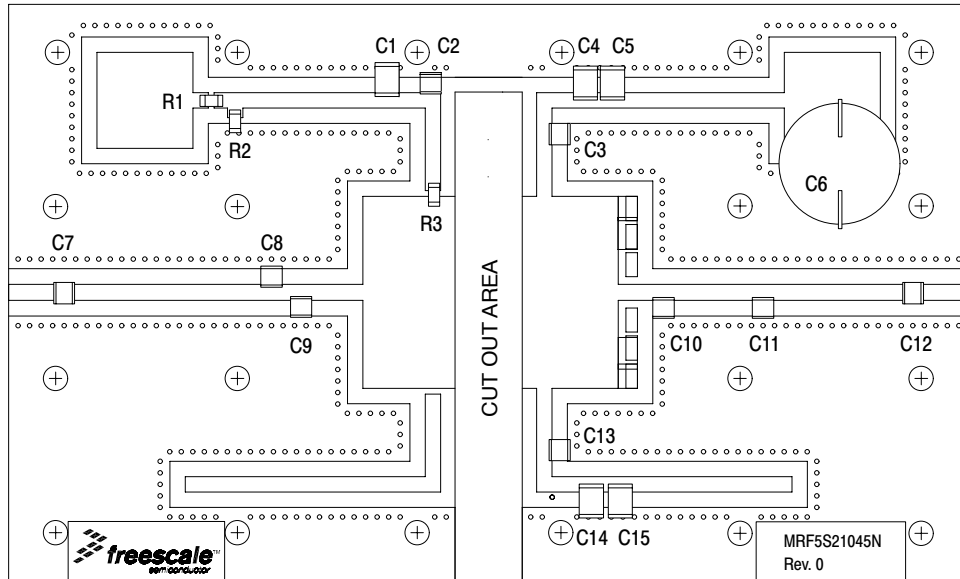 C1
C2
C4
C5
R1
R2
C3
C6
R3
C7
C8
CUT OUT AREA
C9
C10
C11
C12
C13
C14
C15
freescale™
semiconductor
MRF5S21045N
Rev. 0